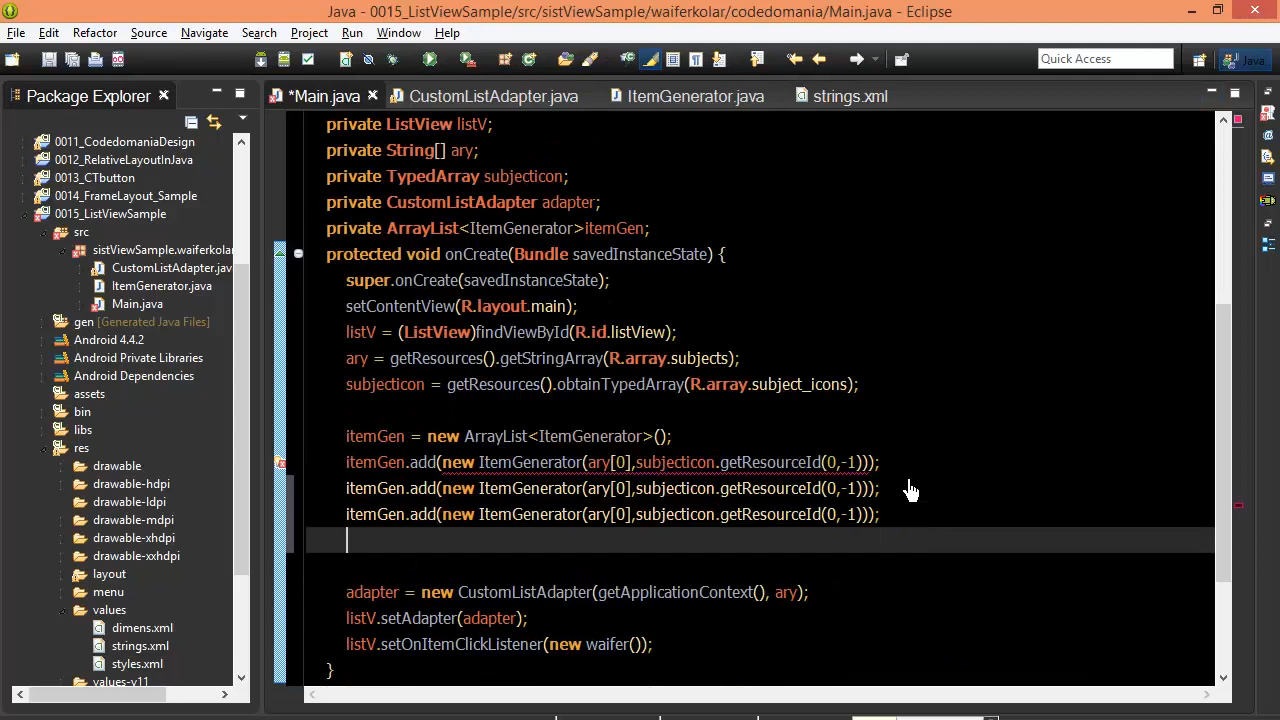 Java - 0015_ListViewSample/src/sistViewSample/waiferkolar/codedomania/Main.java - Eclipse
File Edit Refactor Source Navigate Search Project Run Window Help
Quick Access
Java
Package Explorer
*Main.java CustomListAdapter.java ItemGenerator.java strings.xml
0011_CodedomaniaDesign
0012_RelativeLayoutInJava
0013_CTbutton
0014_FrameLayout_Sample
0015_ListViewSample
src
sistViewSample.waiferkolar
CustomListAdapter.jav
ItemGenerator.java
Main.java
gen [Generated Java Files]
Android 4.4.2
Android Private Libraries
Android Dependencies
assets
bin
libs
res
drawable
drawable-hdpi
drawable-ldpi
drawable-mdpi
drawable-xhdpi
drawable-xxhdpi
layout
menu
values
dimens.xml
strings.xml
styles.xml
values-v11
private ListView listV;
private String[] ary;
private TypedArray subjecticon;
private CustomListAdapter adapter;
private ArrayList<ItemGenerator>itemGen;
protected void onCreate(Bundle savedInstanceState) {
super.onCreate(savedInstanceState);
setContentView(R.layout.main);
listV = (ListView)findViewById(R.id.listView);
ary = getResources().getStringArray(R.array.subjects);
subjecticon = getResources().obtainTypedArray(R.array.subject_icons);
itemGen = new ArrayList<ItemGenerator>();
itemGen.add(new ItemGenerator(ary[0],subjecticon.getResourceId(0,-1)));
itemGen.add(new ItemGenerator(ary[0],subjecticon.getResourceId(0,-1)));
itemGen.add(new ItemGenerator(ary[0],subjecticon.getResourceId(0,-1)));
adapter = new CustomListAdapter(getApplicationContext(), ary);
listV.setAdapter(adapter);
listV.setOnItemClickListener(new waifer());
}